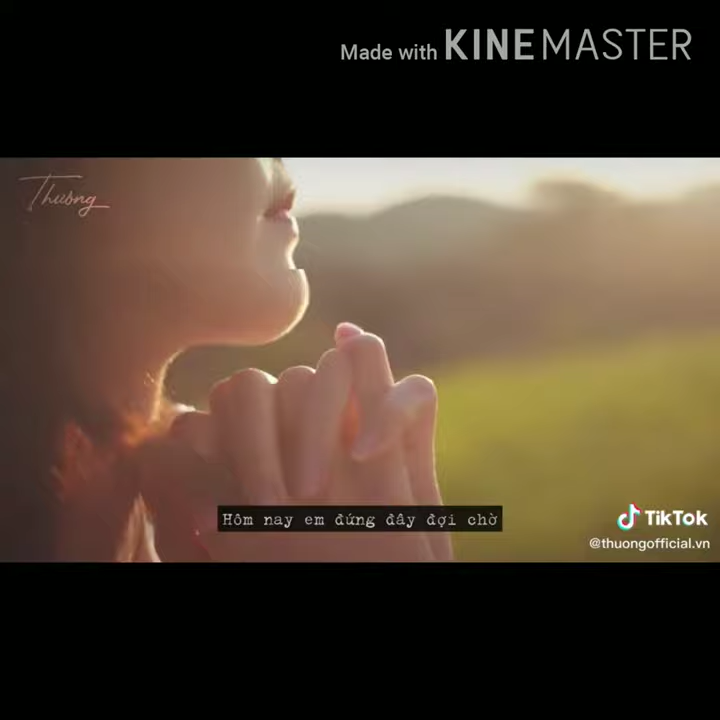 Made with KINEMASTER
Thương
Hôm nay em đứng đây đợi chờ
TikTok
@thuongofficial.vn